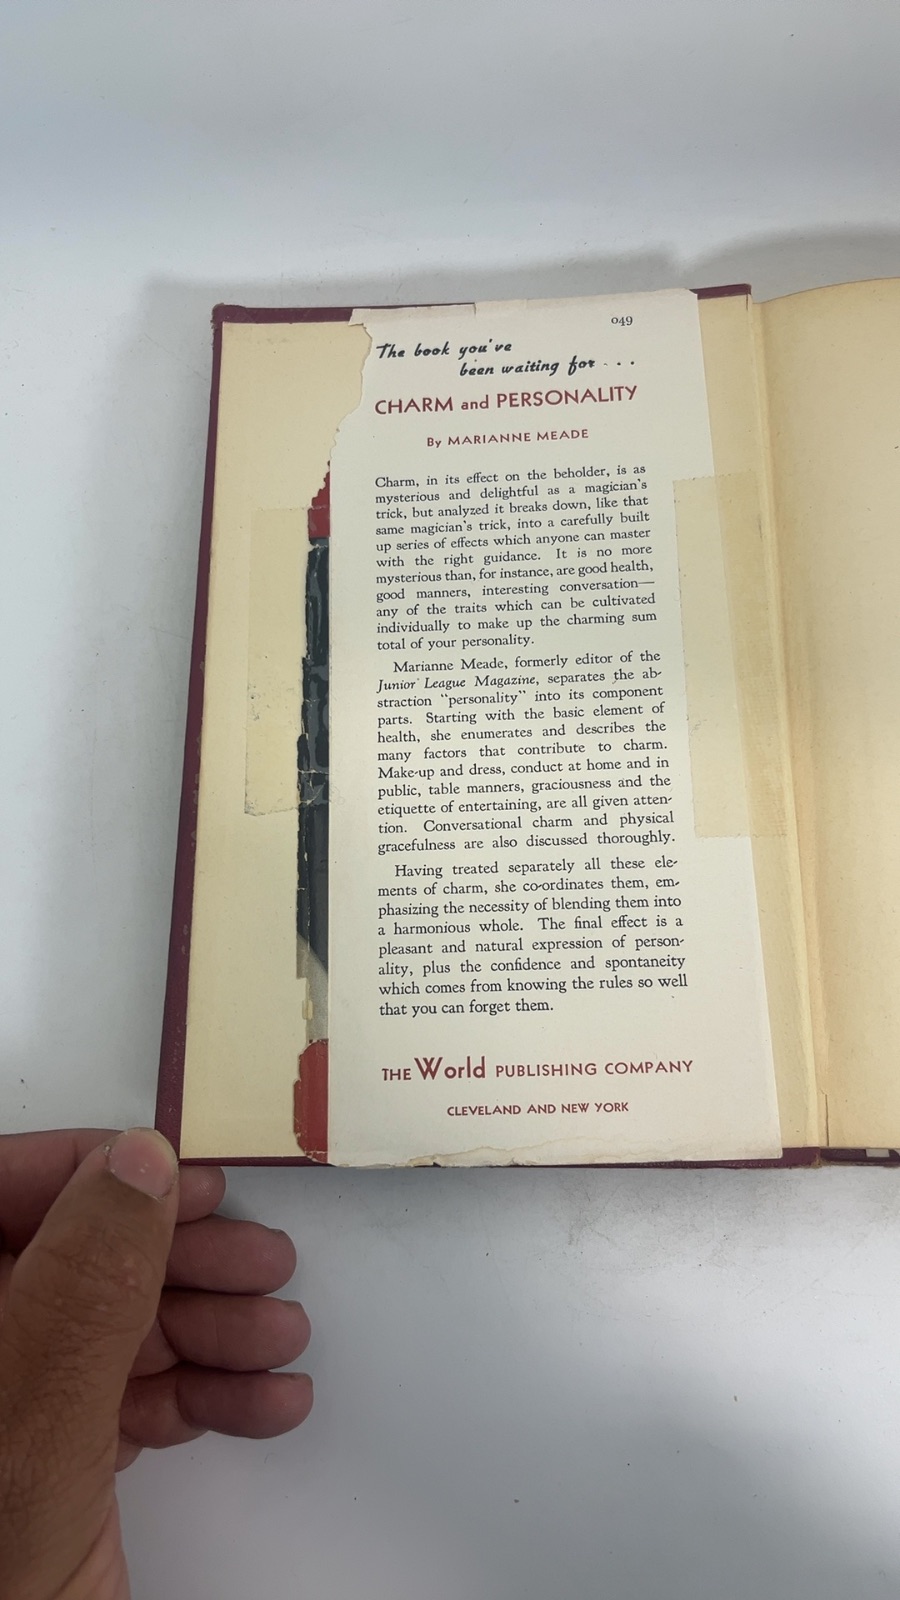 049
The book you've
been waiting for . . .
CHARM and PERSONALITY
By MARIANNE MEADE
Charm, in its effect on the beholder, is as
mysterious and delightful as a magician's
trick, but analyzed it breaks down, like that
same magician's trick, into a carefully built
up series of effects which anyone can master
with the right guidance. It is no more
mysterious than, for instance, are good health,
good manners, interesting conversation—
any of the traits which can be cultivated
individually to make up the charming sum
total of your personality.
Marianne Meade, formerly editor of the
Junior League Magazine, separates the ab-
straction "personality" into its component
parts. Starting with the basic element of
health, she enumerates and describes the
many factors that contribute to charm.
Make-up and dress, conduct at home and in
public, table manners, graciousness and the
etiquette of entertaining, are all given atten-
tion. Conversational charm and physical
gracefulness are also discussed thoroughly.
Having treated separately all these ele-
ments of charm, she co-ordinates them, em-
phasizing the necessity of blending them into
a harmonious whole. The final effect is a
pleasant and natural expression of person-
ality, plus the confidence and spontaneity
which comes from knowing the rules so well
that you can forget them.
THE World PUBLISHING COMPANY
CLEVELAND AND NEW YORK